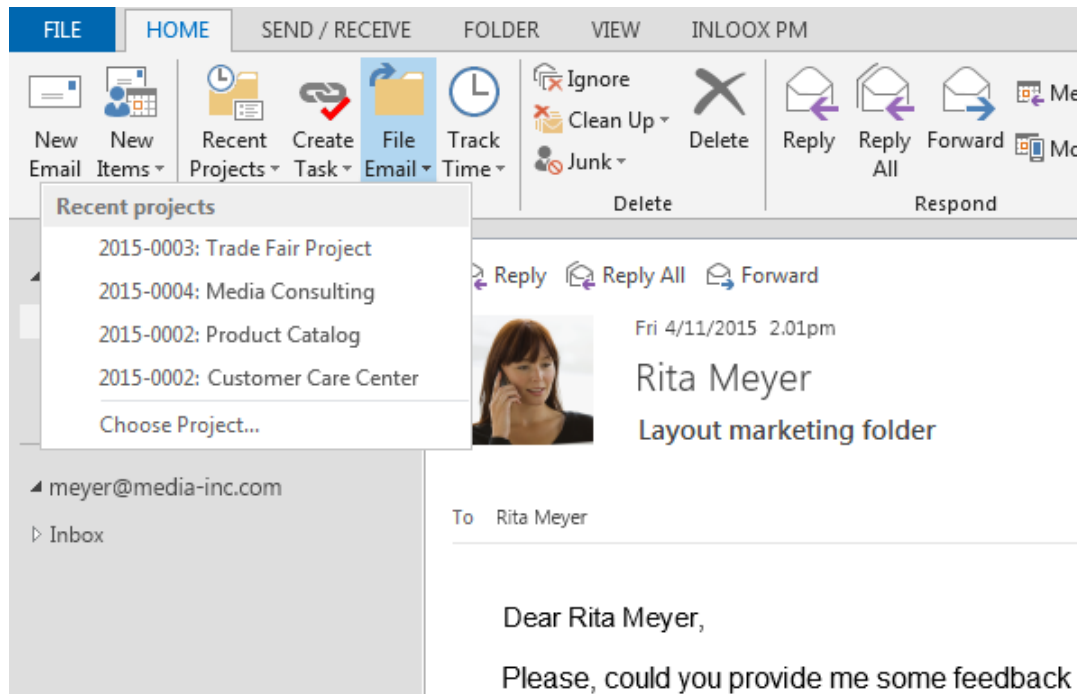 FILE HOME SEND / RECEIVE FOLDER VIEW INLOOX PM
New Email
New Items
Recent Projects
Create Task
File Email
Track Time
Ignore
Clean Up
Junk
Delete
Delete
Reply
Reply All
Forward
Respond
Recent projects
2015-0003: Trade Fair Project
2015-0004: Media Consulting
2015-0002: Product Catalog
2015-0002: Customer Care Center
Choose Project...
meyer@media-inc.com
Inbox
Reply Reply All Forward
Fri 4/11/2015 2.01pm
Rita Meyer
Layout marketing folder
To Rita Meyer
Dear Rita Meyer,
Please, could you provide me some feedback